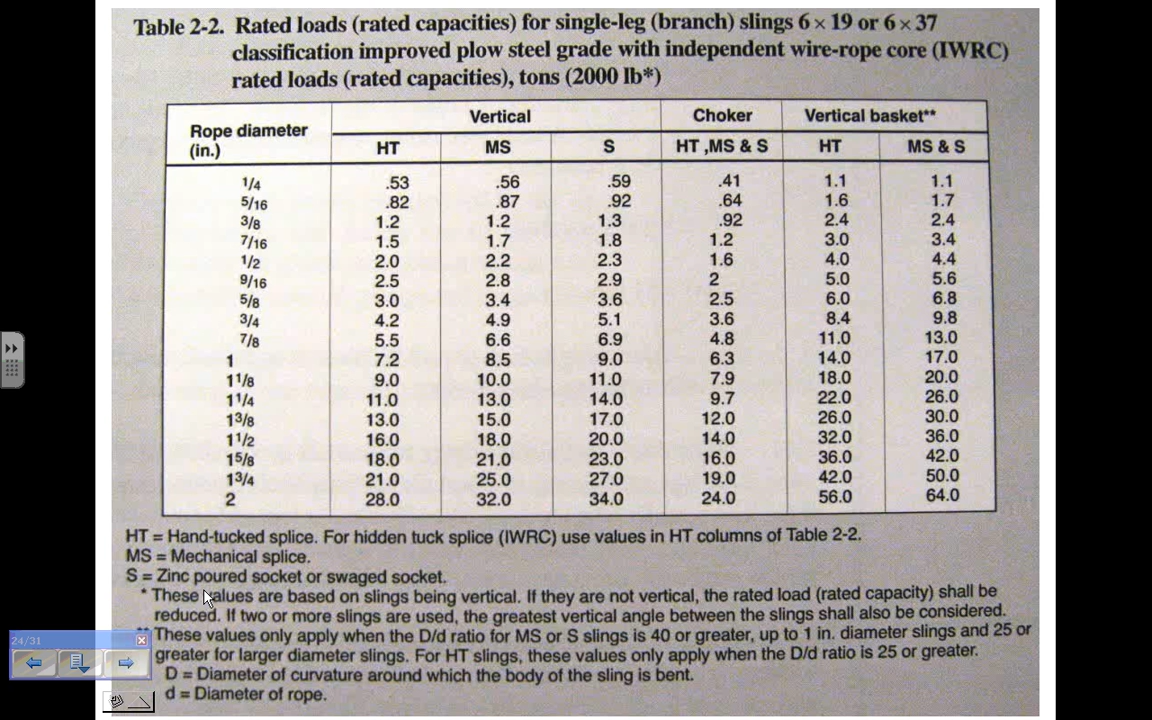 Table 2-2. Rated loads (rated capacities) for single-leg (branch) slings 6 × 19 or 6 × 37
classification improved plow steel grade with independent wire-rope core (IWRC)
rated loads (rated capacities), tons (2000 lb*)
Rope diameter (in.) Vertical Choker Vertical basket**
HT MS S HT ,MS & S HT MS & S
1/4 .53 .56 .59 .41 1.1 1.1
5/16 .82 .87 .92 .64 1.6 1.7
3/8 1.2 1.2 1.3 .92 2.4 2.4
7/16 1.5 1.7 1.8 1.2 3.0 3.4
1/2 2.0 2.2 2.3 1.6 4.0 4.4
9/16 2.5 2.8 2.9 2 5.0 5.6
5/8 3.0 3.4 3.6 2.5 6.0 6.8
3/4 4.2 4.9 5.1 3.6 8.4 9.8
7/8 5.5 6.6 6.9 4.8 11.0 13.0
1 7.2 8.5 9.0 6.3 14.0 17.0
1 1/8 9.0 10.0 11.0 7.9 18.0 20.0
1 1/4 11.0 13.0 14.0 9.7 22.0 26.0
1 3/8 13.0 15.0 17.0 12.0 26.0 30.0
1 1/2 16.0 18.0 20.0 14.0 32.0 36.0
1 5/8 18.0 21.0 23.0 16.0 36.0 42.0
1 3/4 21.0 25.0 27.0 19.0 42.0 50.0
2 28.0 32.0 34.0 24.0 56.0 64.0
HT = Hand-tucked splice. For hidden tuck splice (IWRC) use values in HT columns of Table 2-2.
MS = Mechanical splice.
S = Zinc poured socket or swaged socket.
* These values are based on slings being vertical. If they are not vertical, the rated load (rated capacity) shall be
reduced. If two or more slings are used, the greatest vertical angle between the slings shall also be considered.
** These values only apply when the D/d ratio for MS or S slings is 40 or greater, up to 1 in. diameter slings and 25 or
greater for larger diameter slings. For HT slings, these values only apply when the D/d ratio is 25 or greater.
D = Diameter of curvature around which the body of the sling is bent.
d = Diameter of rope.
24/31